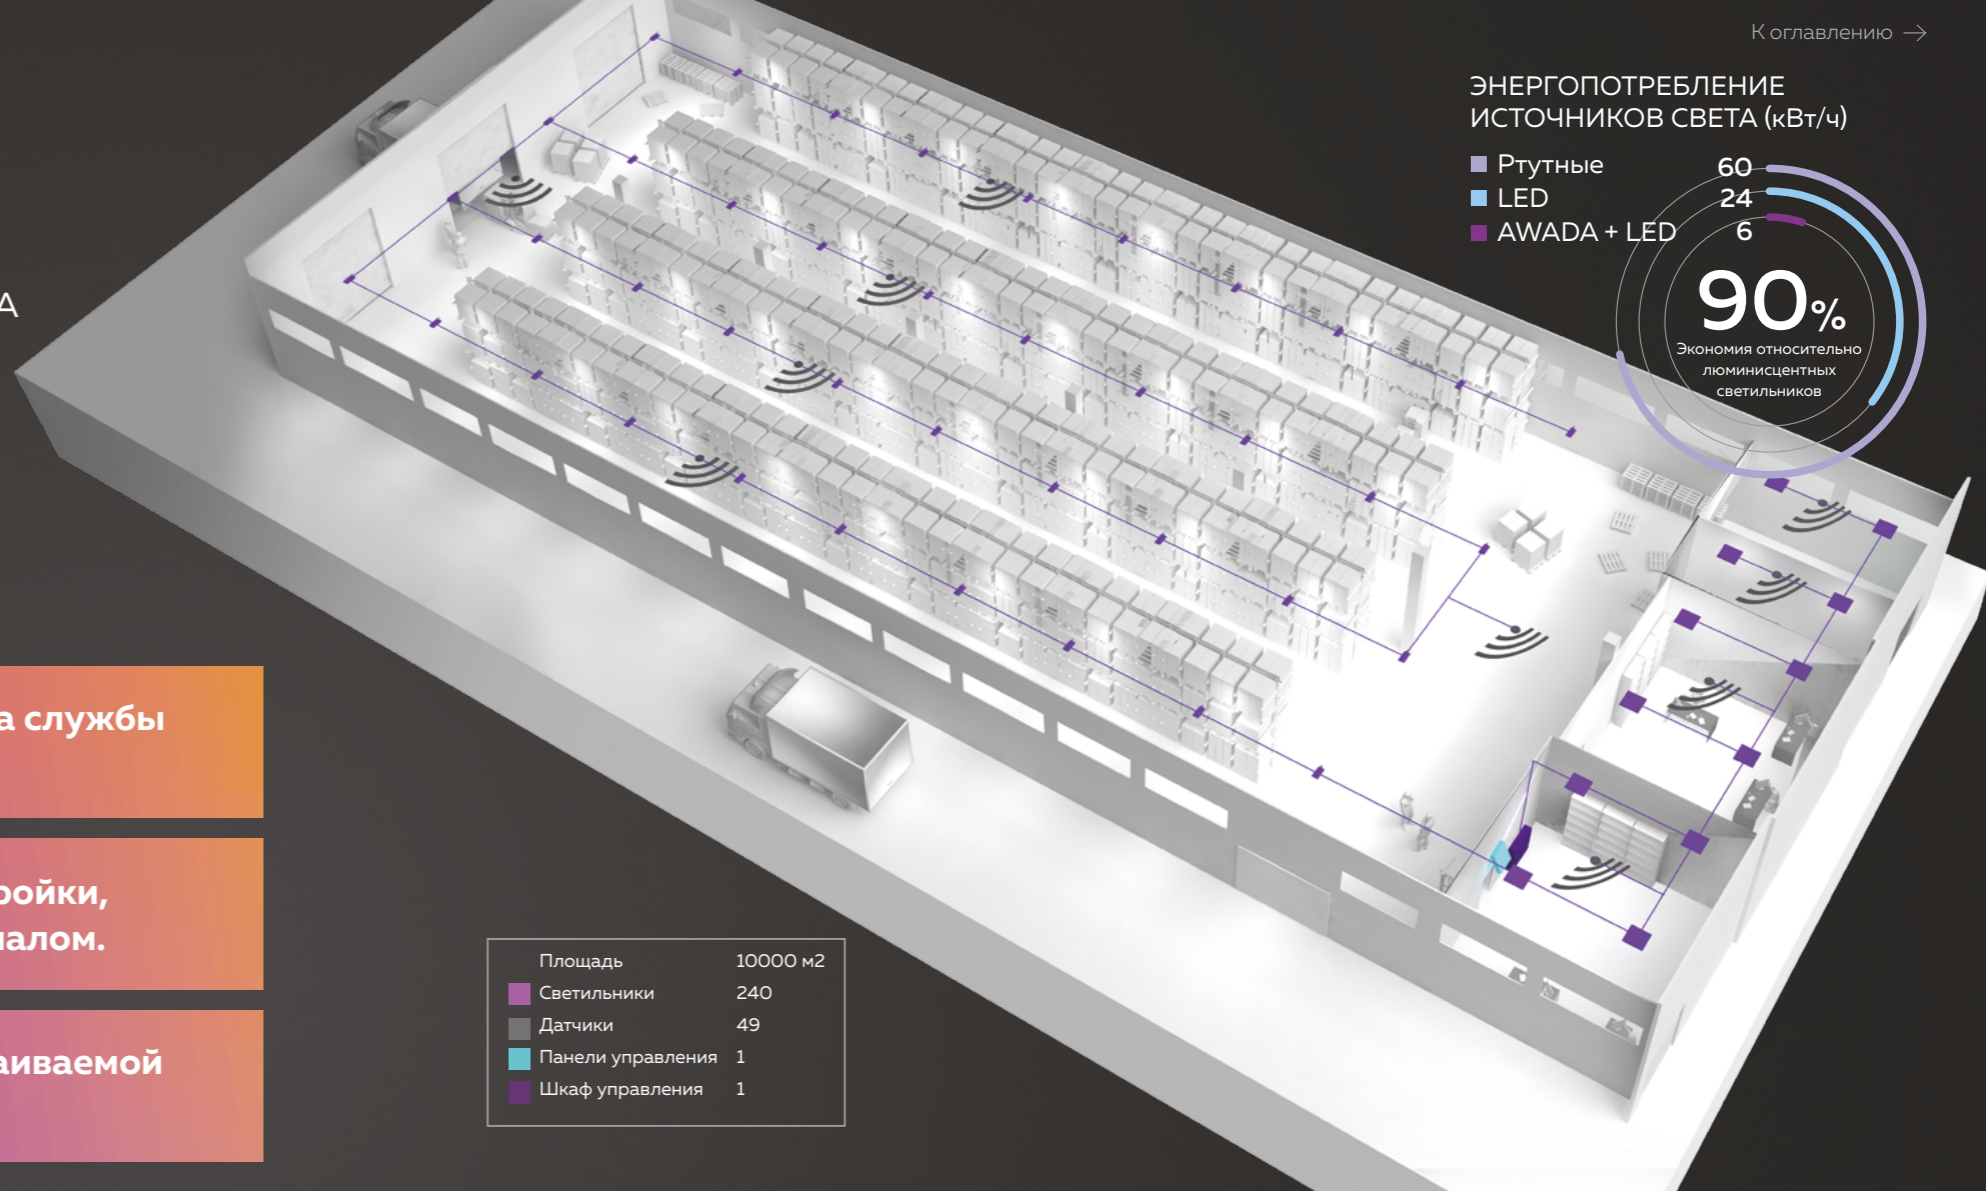 К оглавлению →
ЭНЕРГОПОТРЕБЛЕНИЕ
ИСТОЧНИКОВ СВЕТА (кВт/ч)
Ртутные 60
LED 24
AWADA + LED 6
90%
Экономия относительно
люминисцентных
светильников
А
а службы
ройки,
налом.
аиваемой
Площадь 10000 м2
Светильники 240
Датчики 49
Панели управления 1
Шкаф управления 1